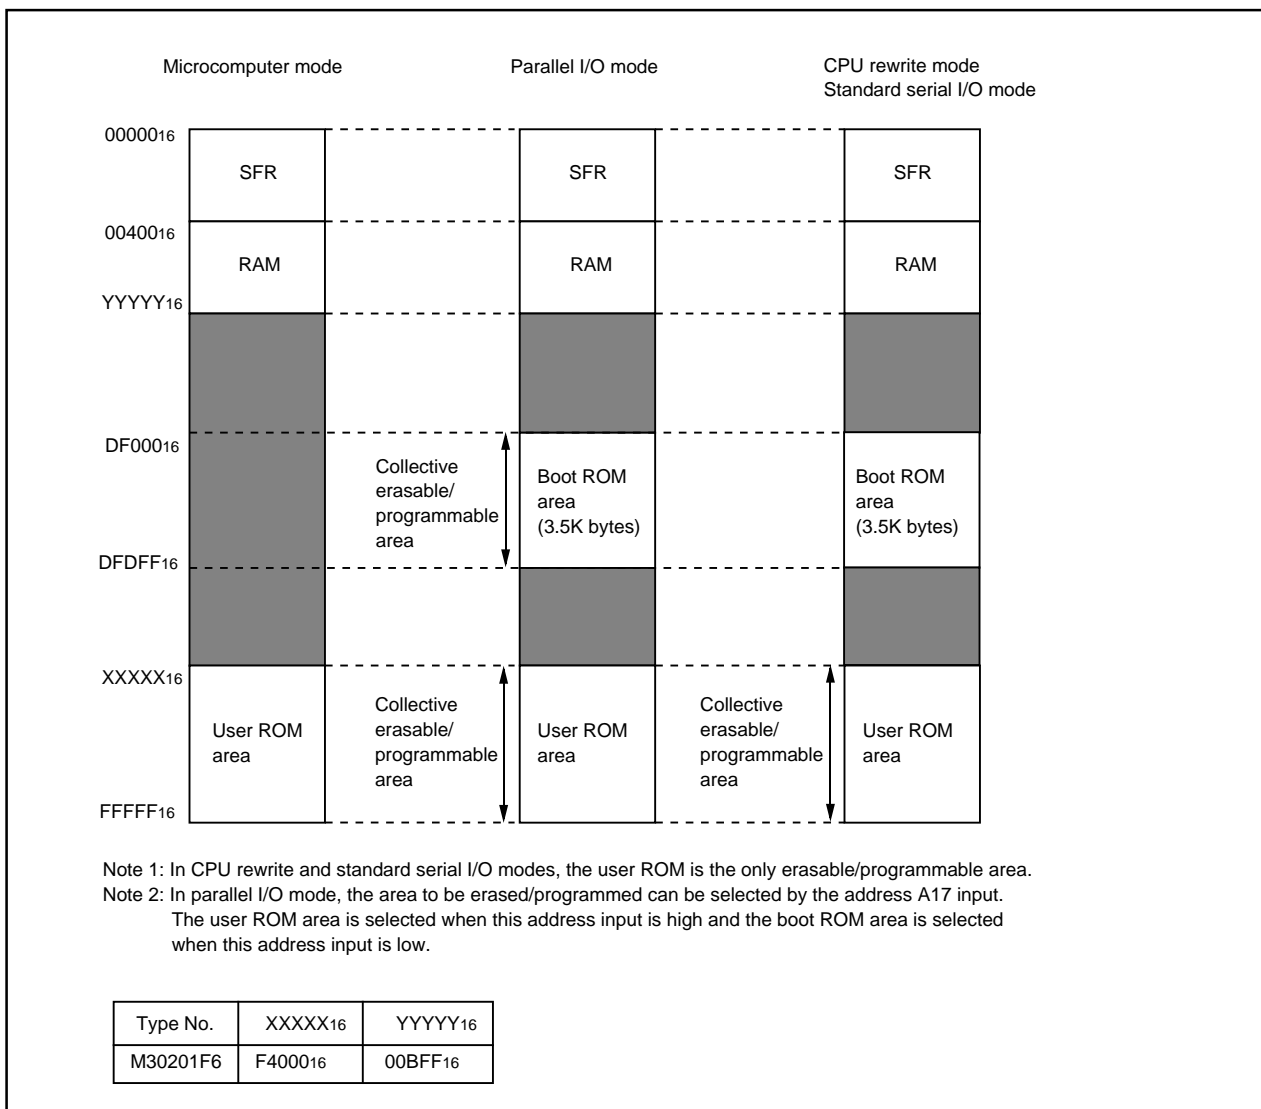 Microcomputer mode
Parallel I/O mode
CPU rewrite mode
Standard serial I/O mode
0000016
SFR
SFR
SFR
0040016
RAM
RAM
RAM
YYYYY16
DF00016
Collective
erasable/
programmable
area
Boot ROM
area
(3.5K bytes)
Boot ROM
area
(3.5K bytes)
DFDFF16
XXXXX16
User ROM
area
Collective
erasable/
programmable
area
User ROM
area
Collective
erasable/
programmable
area
User ROM
area
FFFFF16
Note 1: In CPU rewrite and standard serial I/O modes, the user ROM is the only erasable/programmable area.
Note 2: In parallel I/O mode, the area to be erased/programmed can be selected by the address A17 input.
The user ROM area is selected when this address input is high and the boot ROM area is selected
when this address input is low.
Type No. XXXXX16 YYYYY16
M30201F6 F400016 00BFF16